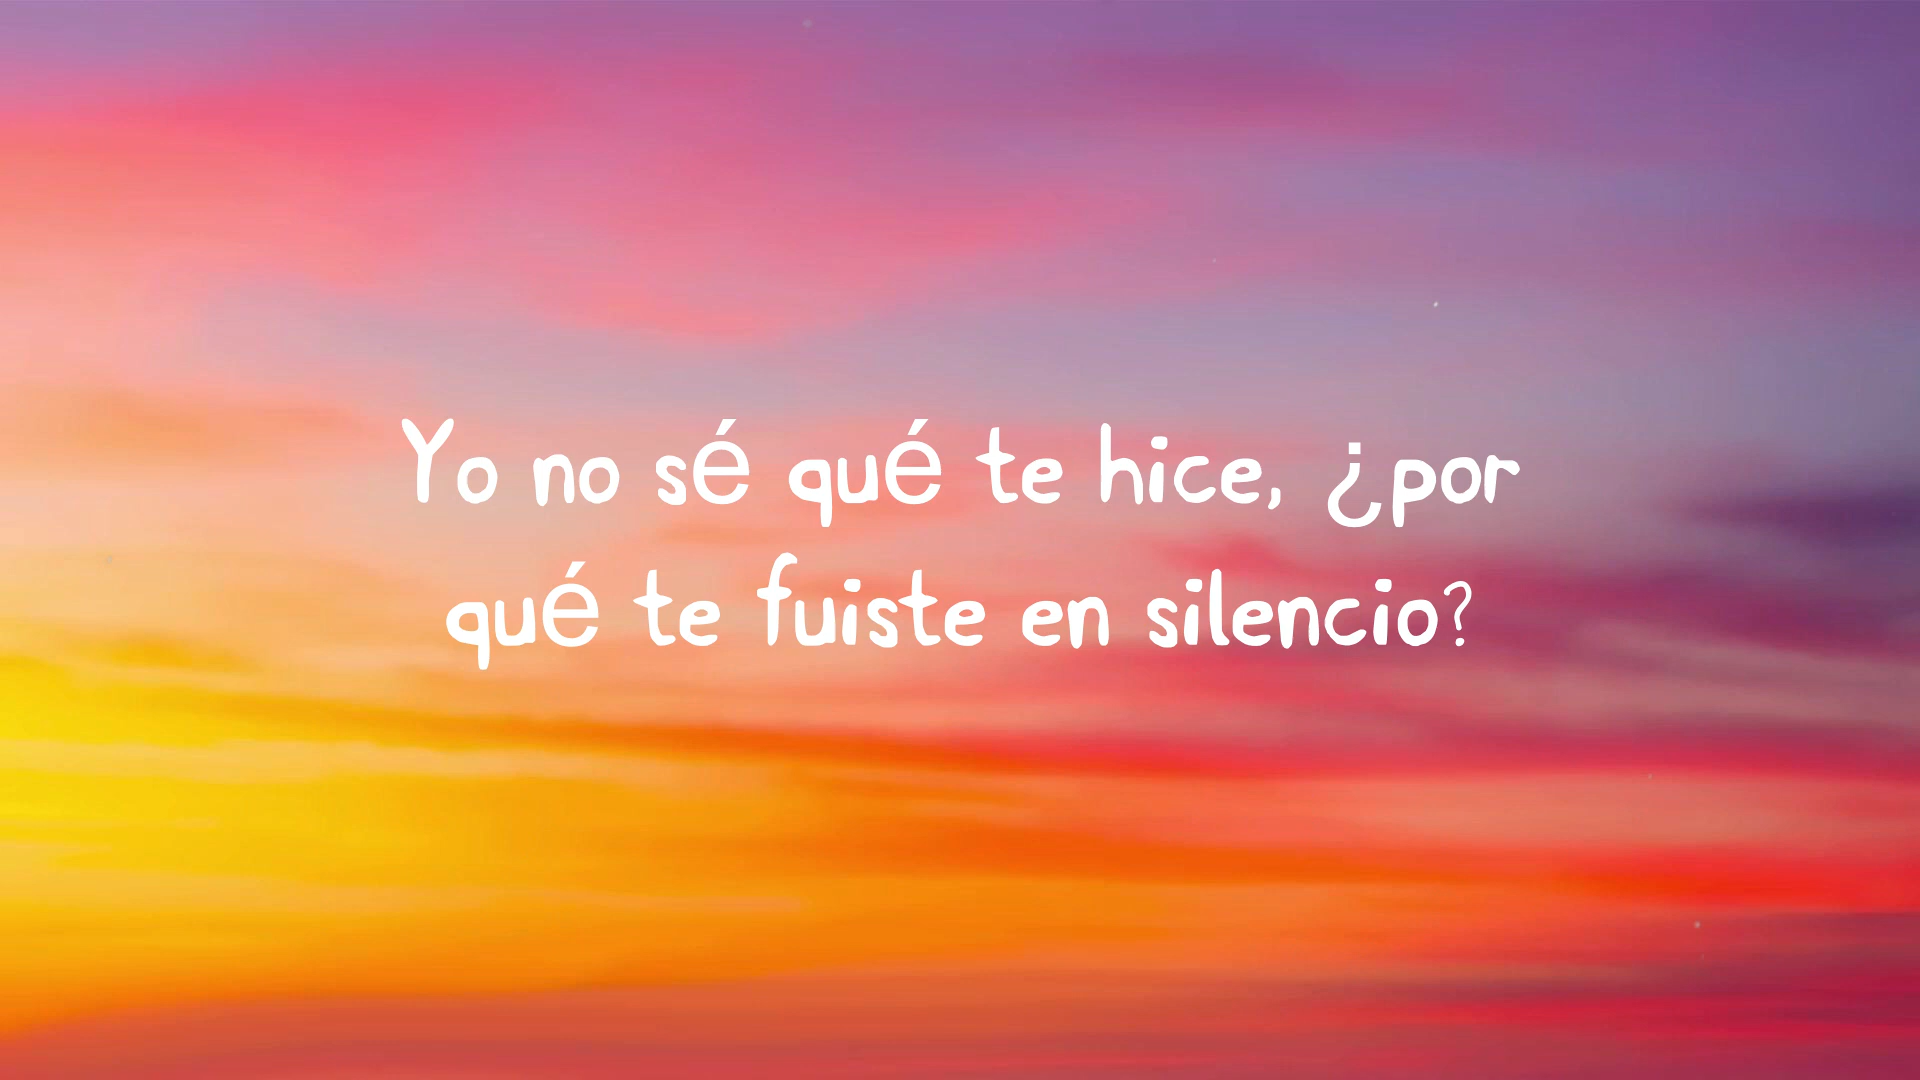 Yo no sé qué te hice, ¿por
qué te fuiste en silencio?